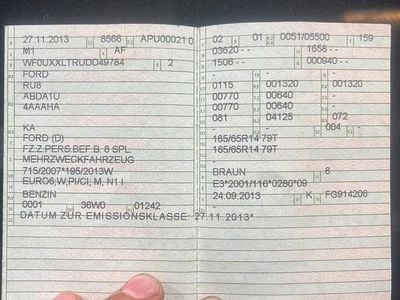 27.11.2013 8566 APU00021 0
M1 AF
WF0UXXLTRUDD49784 2
FORD
RU8
ABDA1U
4AAAHA
KA
FORD (D)
FZ.Z.PERS.BEF.B. 8 SPL.
MEHRZWECKFAHRZEUG
715/2007*195/2013W
EURO6,W,PI/CI; M, N1 I
BENZIN
0001 36W0 01242
DATUM ZUR EMISSIONSKLASSE: 27.11.2013*
02 01 0051/05500 159
03620 - - 1658 - -
1506 - - 000940 - -
- - -
0115 001320 001320
00770 00640 - -
00770 00640 - -
081 04125 072
- - 004 -
165/65R14 79T
165/65R14 79T
-
BRAUN 8
E3*2001/116*0280*09
24.09.2013 K FG914206